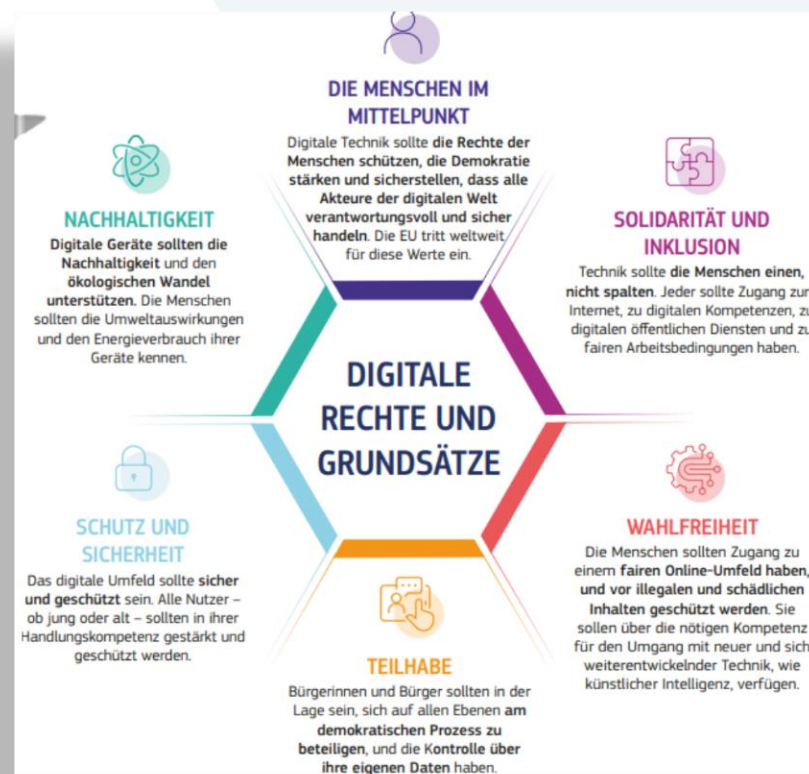 DIE MENSCHEN IM
MITTELPUNKT
Digitale Technik sollte die Rechte der
Menschen schützen, die Demokratie
stärken und sicherstellen, dass alle
Akteure der digitalen Welt
verantwortungsvoll und sicher
handeln. Die EU tritt weltweit
für diese Werte ein.
NACHHALTIGKEIT
Digitale Geräte sollten die
Nachhaltigkeit und den
ökologischen Wandel
unterstützen. Die Menschen
sollten die Umweltauswirkungen
und den Energieverbrauch ihrer
Geräte kennen.
SOLIDARITÄT UND
INKLUSION
Technik sollte die Menschen einen,
nicht spalten. Jeder sollte Zugang zum
Internet, zu digitalen Kompetenzen, zu
digitalen öffentlichen Diensten und zu
fairen Arbeitsbedingungen haben.
DIGITALE
RECHTE UND
GRUNDSÄTZE
SCHUTZ UND
SICHERHEIT
Das digitale Umfeld sollte sicher
und geschützt sein. Alle Nutzer –
ob jung oder alt – sollten in ihrer
Handlungskompetenz gestärkt und
geschützt werden.
WAHLFREIHEIT
Die Menschen sollten Zugang zu
einem fairen Online-Umfeld haben,
und vor illegalen und schädlichen
Inhalten geschützt werden. Sie
sollen über die nötigen Kompetenz
für den Umgang mit neuer und sich
weiterentwickelnder Technik, wie
künstlicher Intelligenz, verfügen.
TEILHABE
Bürgerinnen und Bürger sollten in der
Lage sein, sich auf allen Ebenen am
demokratischen Prozess zu
beteiligen, und die Kontrolle über
ihre eigenen Daten haben.